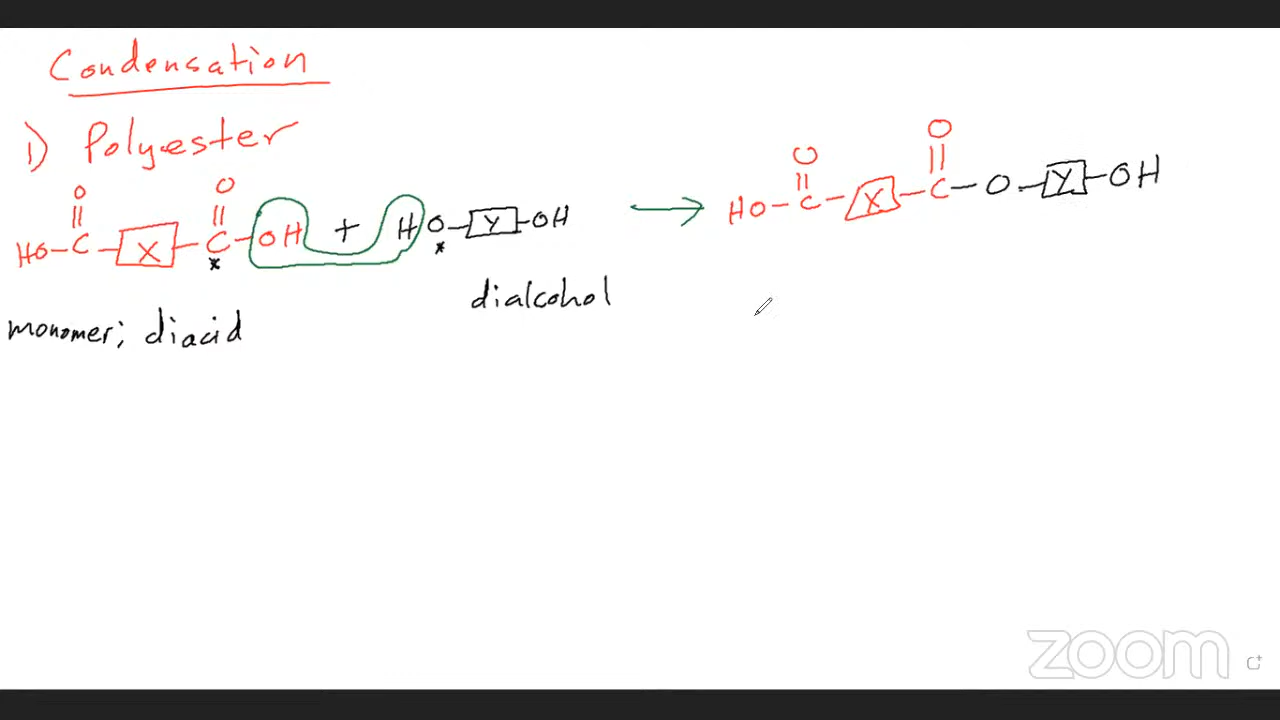 Condensation
1) Polyester
O O O O
|| || || ||
HO-C-X-C-OH + HO-Y-OH → HO-C-X-C-O-Y-OH
* *
dialcohol
monomer; diacid
zoom